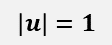 |u| = 1